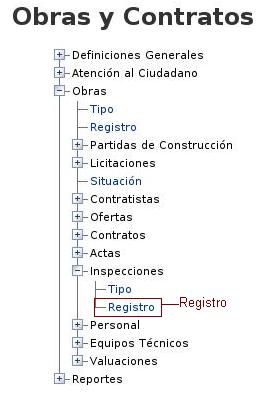 Obras y Contratos
Definiciones Generales
Atención al Ciudadano
Obras
Tipo
Registro
Partidas de Construcción
Licitaciones
Situación
Contratistas
Ofertas
Contratos
Actas
Inspecciones
Tipo
Registro Registro
Personal
Equipos Técnicos
Valuaciones
Reportes